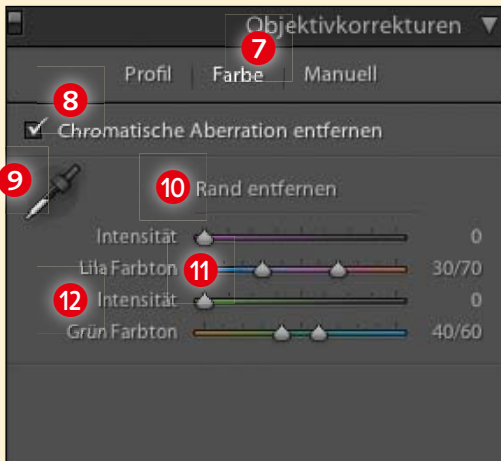 Objektivkorrekturen
7
Profil Farbe Manuell
8
Chromatische Aberration entfernen
9
10 Rand entfernen
Intensität 0
11
Lila Farbton 30/70
12
Intensität 0
Grün Farbton 40/60